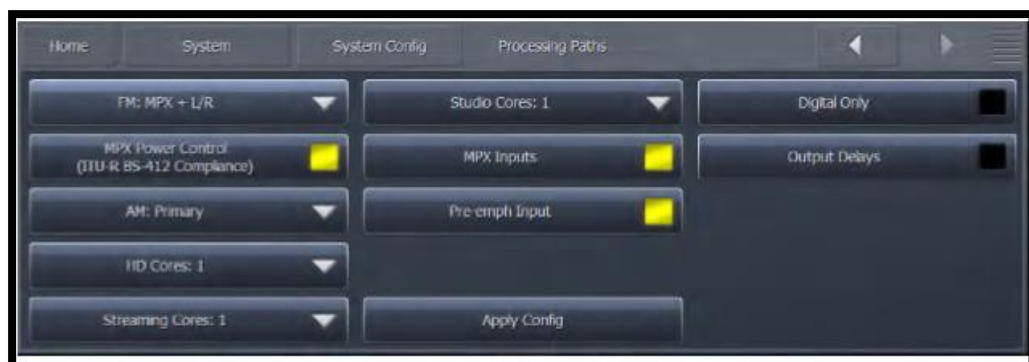 Home System System Config Processing Paths
FM: MPX + L/R
Studio Cores: 1
Digital Only
MPX Power Control
(ITU-R BS-412 Compliance)
MPX Inputs
Output Delays
AM: Primary
Pre-emph Input
HD Cores: 1
Streaming Cores: 1
Apply Config